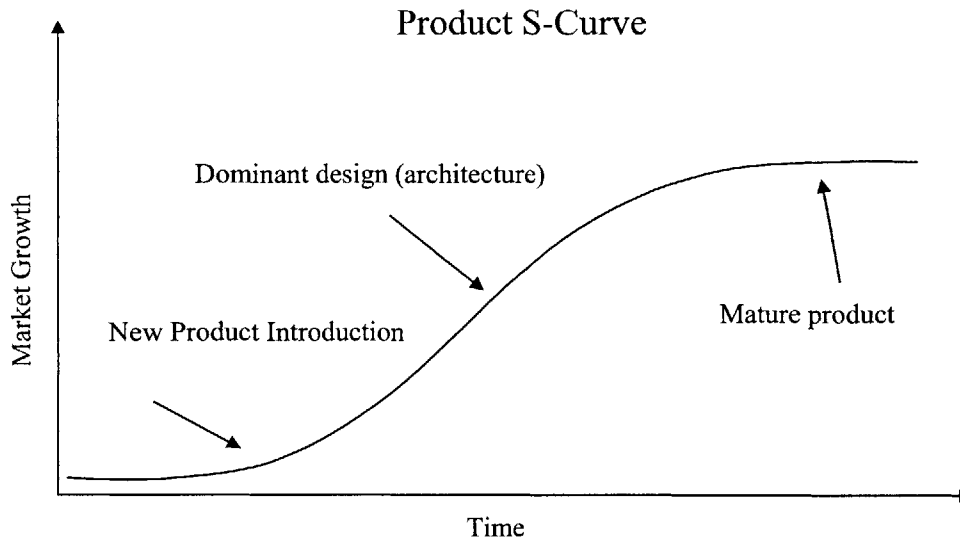 Product S-Curve
Dominant design (architecture)
New Product Introduction
Mature product
Market Growth
Time